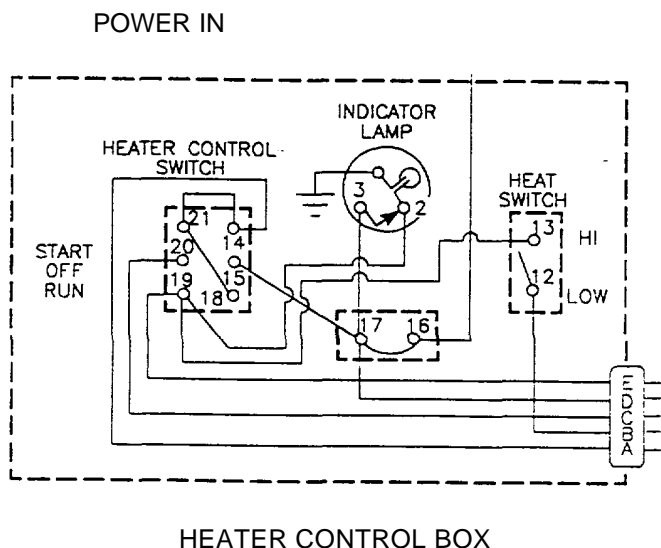 POWER IN
INDICATOR
LAMP
HEATER CONTROL
SWITCH
HEAT
SWITCH
3
2
21
14
20
15
19
18
13
12
HI
LOW
START
OFF
RUN
17
16
E
D
C
B
A
HEATER CONTROL BOX